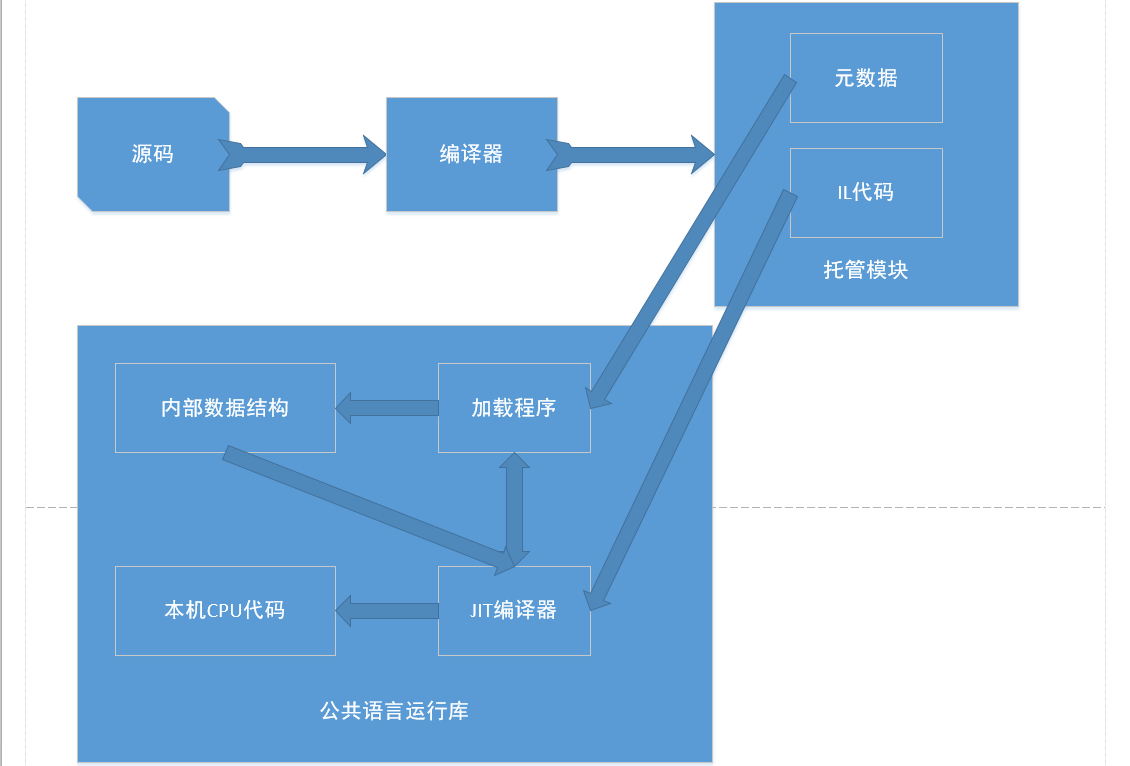 源码
编译器
元数据
IL代码
托管模块
内部数据结构
加载程序
本机CPU代码
JIT编译器
公共语言运行库